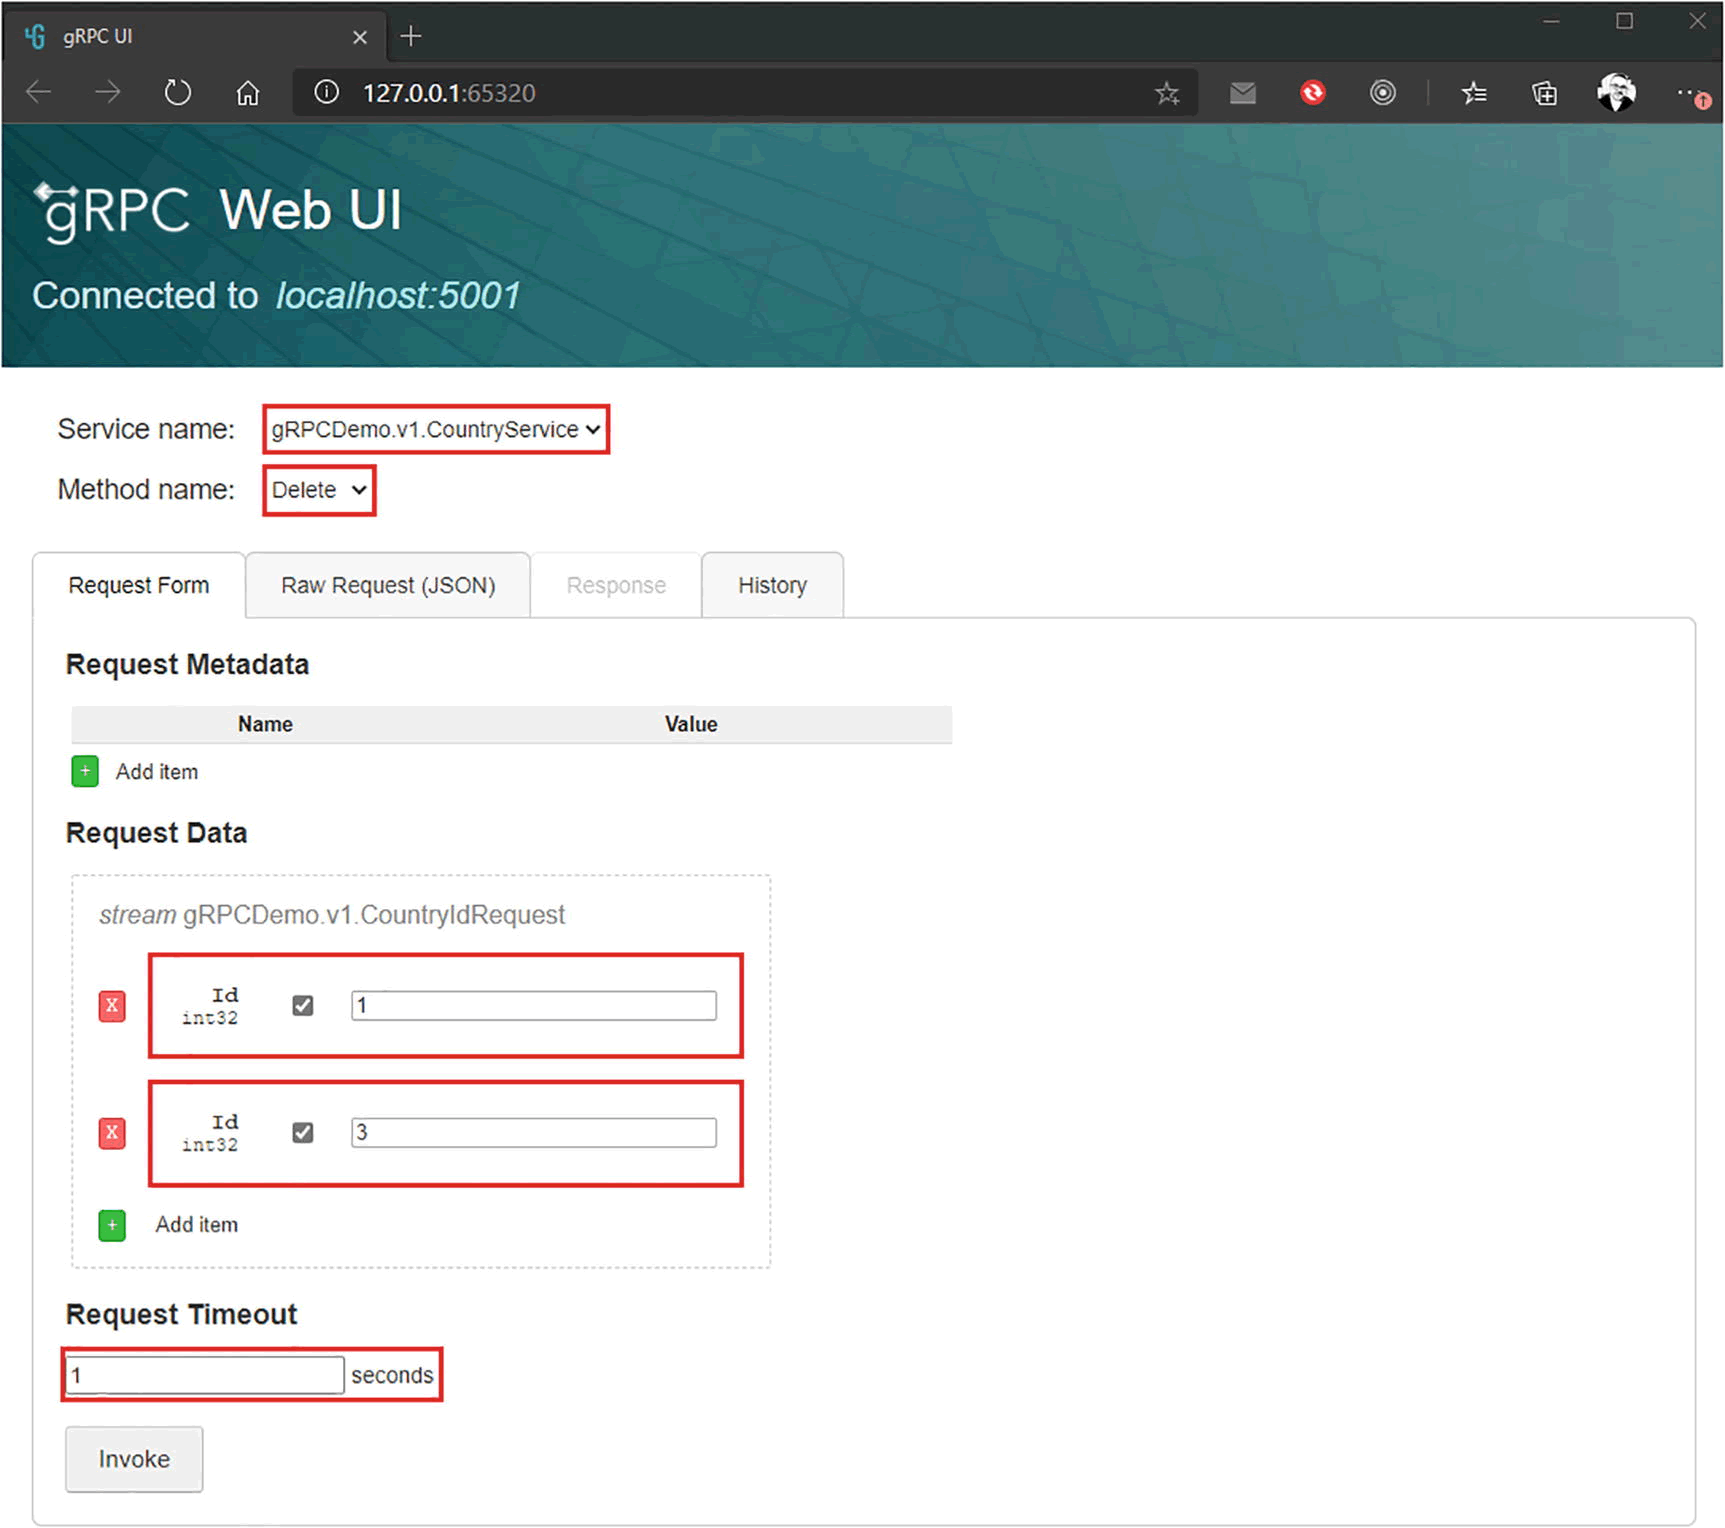 gRPC UI
127.0.0.1:65320
gRPC Web UI
Connected to localhost:5001
Service name: gRPCDemo.v1.CountryService
Method name: Delete
Request Form Raw Request (JSON) Response History
Request Metadata
Name Value
+ Add item
Request Data
stream gRPCDemo.v1.CountryIdRequest
X Id 1
int32
X Id 3
int32
+ Add item
Request Timeout
1 seconds
Invoke